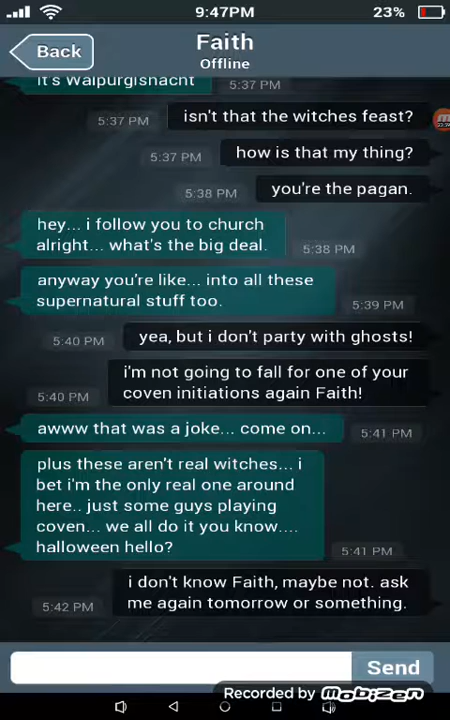 9:47PM
23%
Back
Faith
Offline
it's Walpurgisnacht
5:37 PM
isn't that the witches feast?
5:37 PM
how is that my thing?
5:37 PM
you're the pagan.
5:38 PM
hey... i follow you to church
alright... what's the big deal.
5:38 PM
anyway you're like... into all these
supernatural stuff too.
5:39 PM
yea, but i don't party with ghosts!
5:40 PM
i'm not going to fall for one of your
coven initiations again Faith!
5:40 PM
awww that was a joke... come on...
5:41 PM
plus these aren't real witches... i
bet i'm the only real one around
here.. just some guys playing
coven... we all do it you know....
halloween hello?
5:41 PM
i don't know Faith, maybe not. ask
me again tomorrow or something.
5:42 PM
Send
Recorded by Mobizen